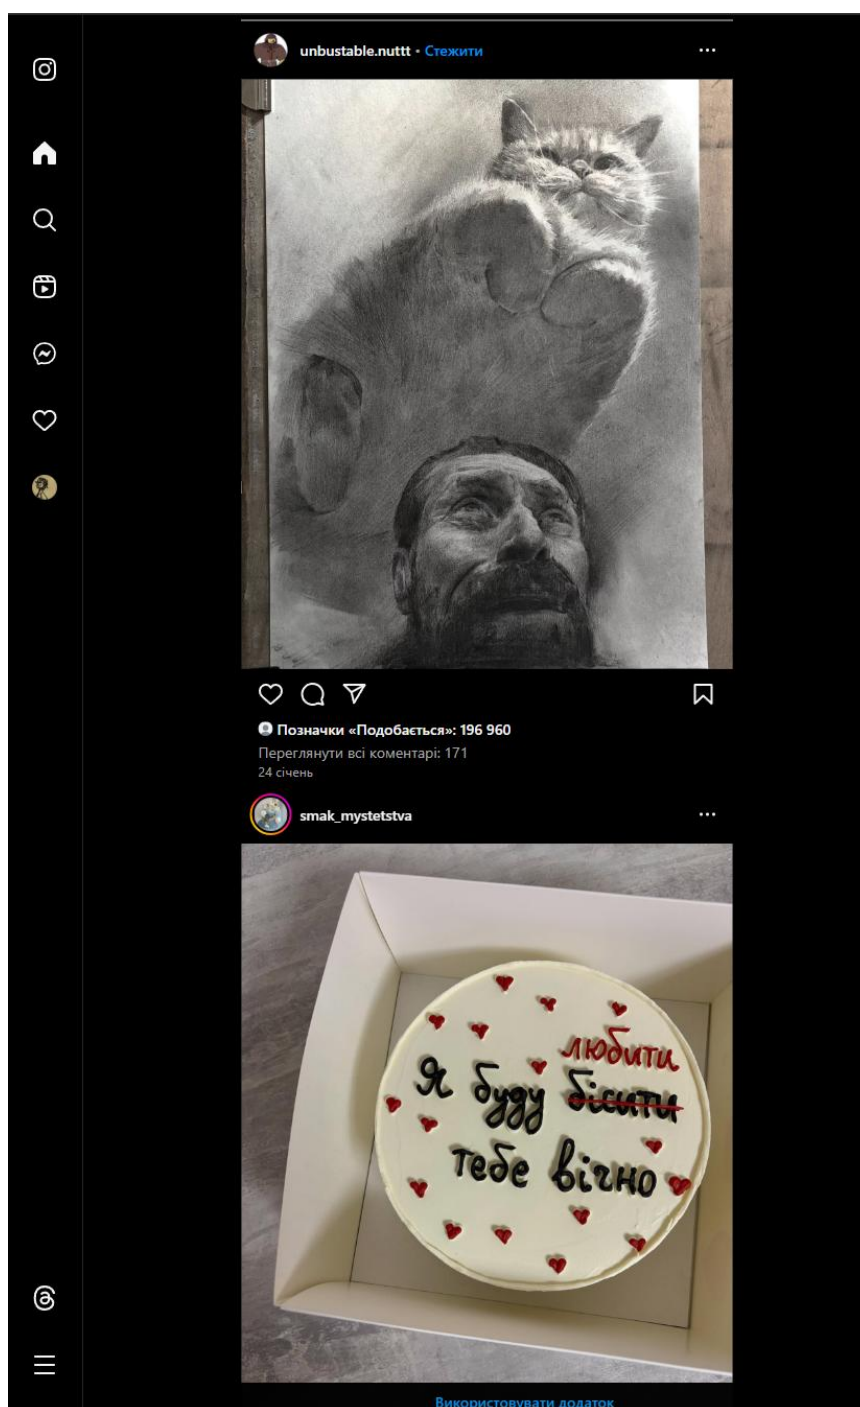 unbustable.nuttt • Стежити
Позначки «Подобається»: 196 960
Переглянути всі коментарі: 171
24 січень
smak_mystetstva
любити
Я буду бісити
тебе вічно
Використовувати додаток